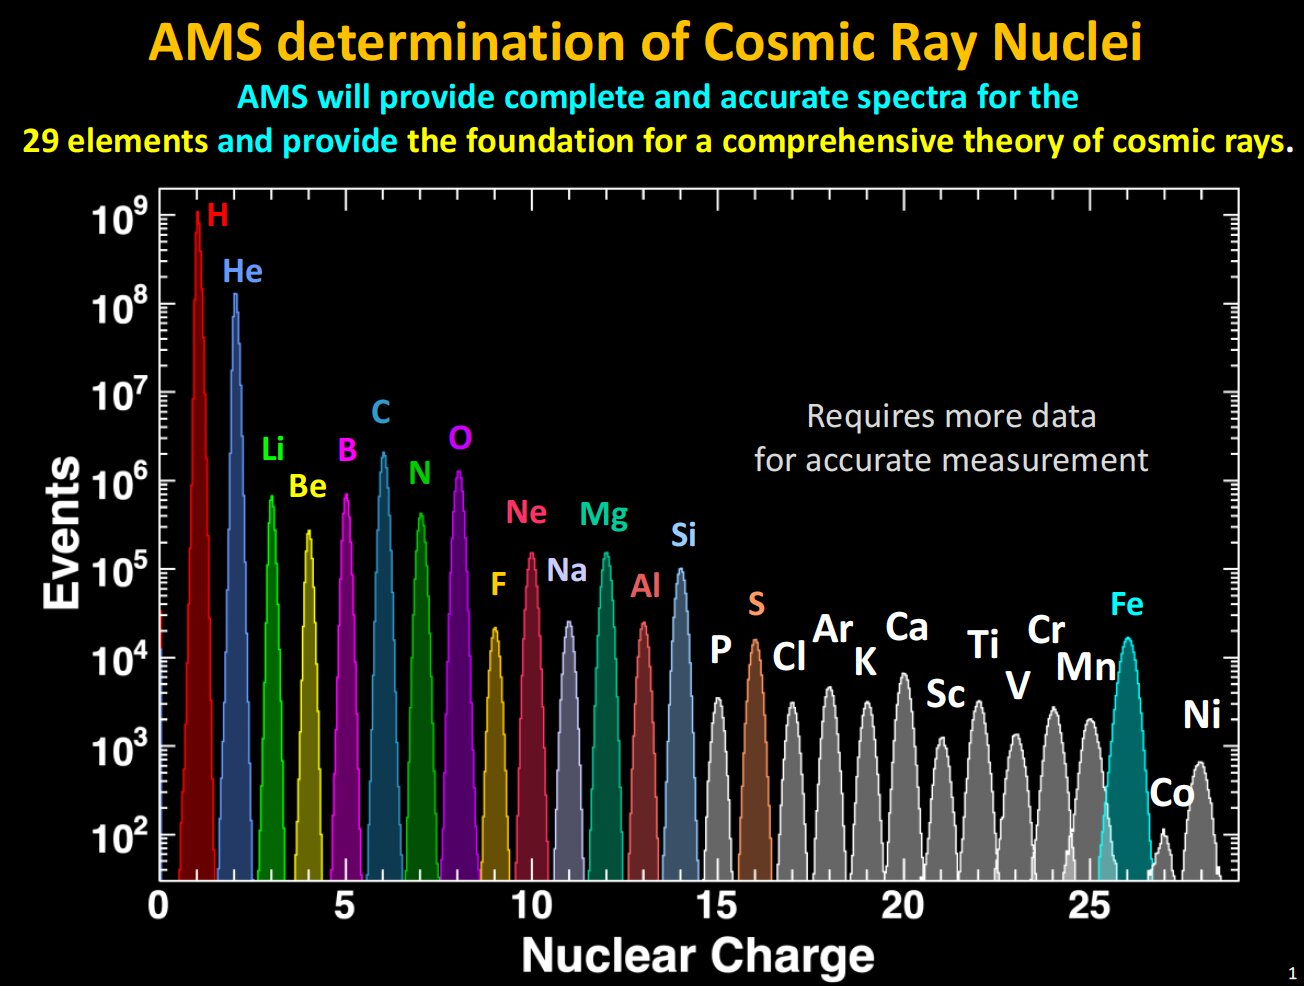 AMS determination of Cosmic Ray Nuclei
AMS will provide complete and accurate spectra for the
29 elements and provide the foundation for a comprehensive theory of cosmic rays.
10⁹
10⁸
10⁷
10⁶
10⁵
10⁴
10³
10²
Events
H
He
Li
Be
B
C
N
O
F
Ne
Na
Mg
Al
Si
P
S
Cl
Ar
K
Ca
Sc
Ti
V
Cr
Mn
Fe
Co
Ni
Requires more data
for accurate measurement
0 5 10 15 20 25
Nuclear Charge
1